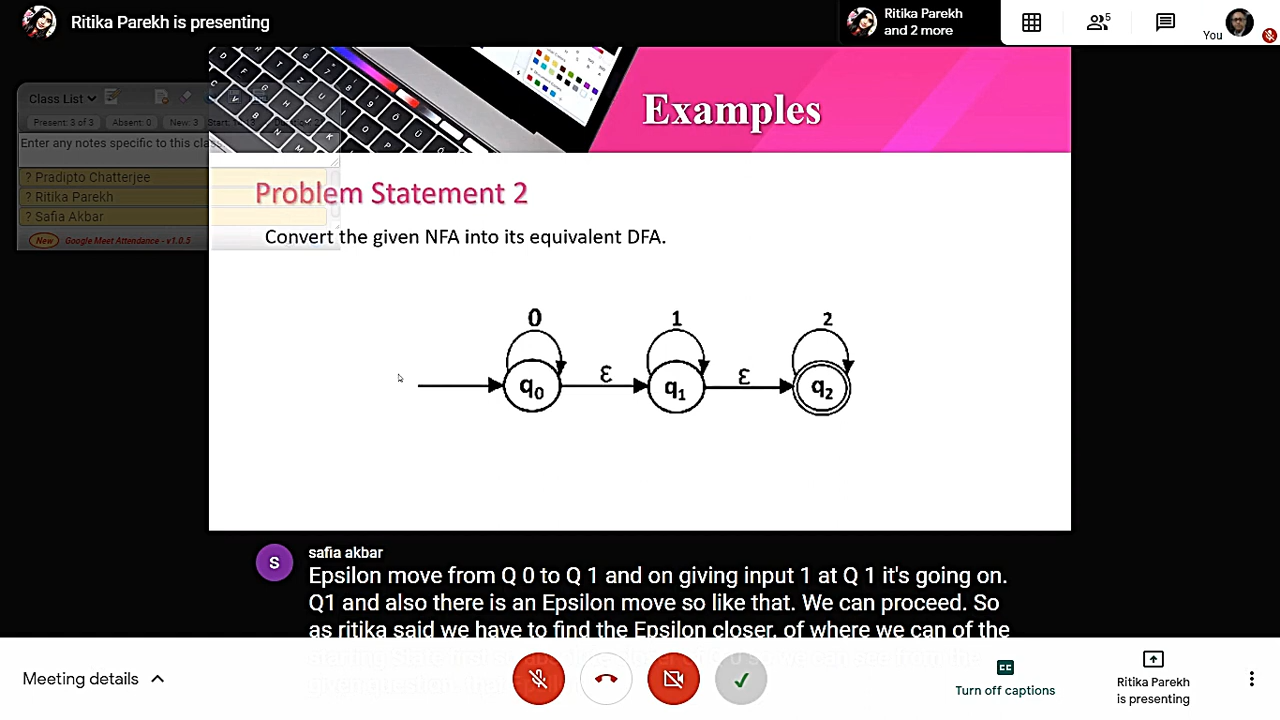 Ritika Parekh is presenting
Ritika Parekh
and 2 more
5
You
Class List
Present: 3 of 3 Absent: 0 New: 3 Start:
Enter any notes specific to this cla
? Pradipto Chatterjee
? Ritika Parekh
? Safia Akbar
New Google Meet Attendance - v1.0.5
Examples
Problem Statement 2
Convert the given NFA into its equivalent DFA.
0 1 2
q0 ε q1 ε q2
S
safia akbar
Epsilon move from Q 0 to Q 1 and on giving input 1 at Q 1 it's going on.
Q1 and also there is an Epsilon move so like that. We can proceed. So
as ritika said we have to find the Epsilon closer. of where we can of the
Meeting details
CC
Turn off captions
Ritika Parekh
is presenting